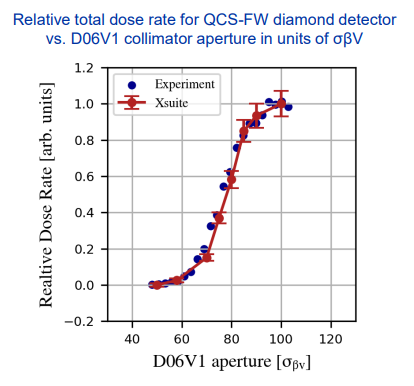 Relative total dose rate for QCS-FW diamond detector
vs. D06V1 collimator aperture in units of σβV
Experiment
Xsuite
Realtive Dose Rate [arb. units]
1.2
1.0
0.8
0.6
0.4
0.2
0.0
−0.2
40 60 80 100 120
D06V1 aperture [σβv]